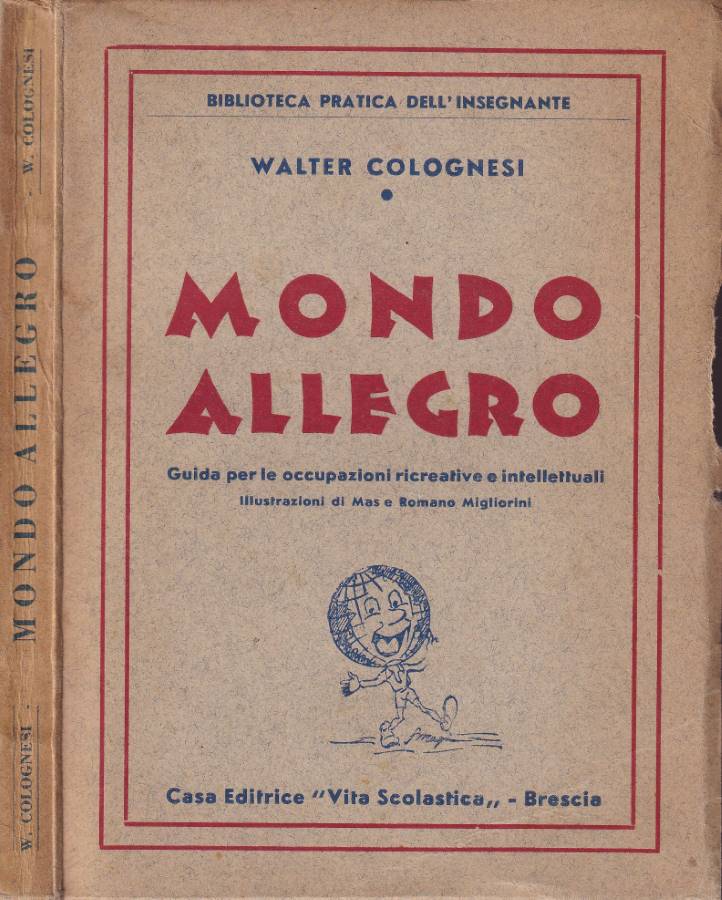 W. COLOGNESI - MONDO ALLEGRO - W. COLOGNESI
BIBLIOTECA PRATICA DELL'INSEGNANTE
WALTER COLOGNESI
MONDO
ALLEGRO
Guida per le occupazioni ricreative e intellettuali
Illustrazioni di Mas e Romano Migliorini
Casa Editrice "Vita Scolastica„ - Brescia